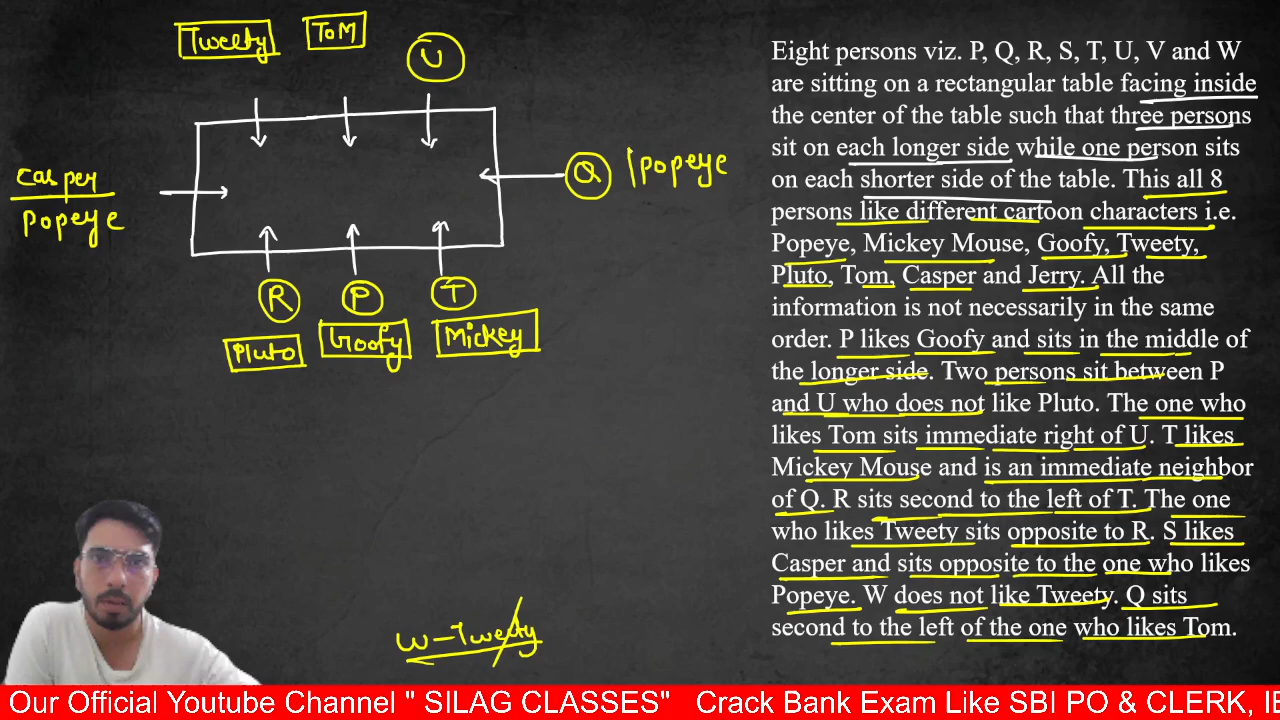 Tweety TOM
U
Casper
Popeye
Q |Popeye
R P T
Pluto Goofy Mickey
W-Tweety
Eight persons viz. P, Q, R, S, T, U, V and W
are sitting on a rectangular table facing inside
the center of the table such that three persons
sit on each longer side while one person sits
on each shorter side of the table. This all 8
persons like different cartoon characters i.e.
Popeye, Mickey Mouse, Goofy, Tweety,
Pluto, Tom, Casper and Jerry. All the
information is not necessarily in the same
order. P likes Goofy and sits in the middle of
the longer side. Two persons sit between P
and U who does not like Pluto. The one who
likes Tom sits immediate right of U. T likes
Mickey Mouse and is an immediate neighbor
of Q. R sits second to the left of T. The one
who likes Tweety sits opposite to R. S likes
Casper and sits opposite to the one who likes
Popeye. W does not like Tweety. Q sits
second to the left of the one who likes Tom.
Our Official Youtube Channel " SILAG CLASSES" Crack Bank Exam Like SBI PO & CLERK, IE